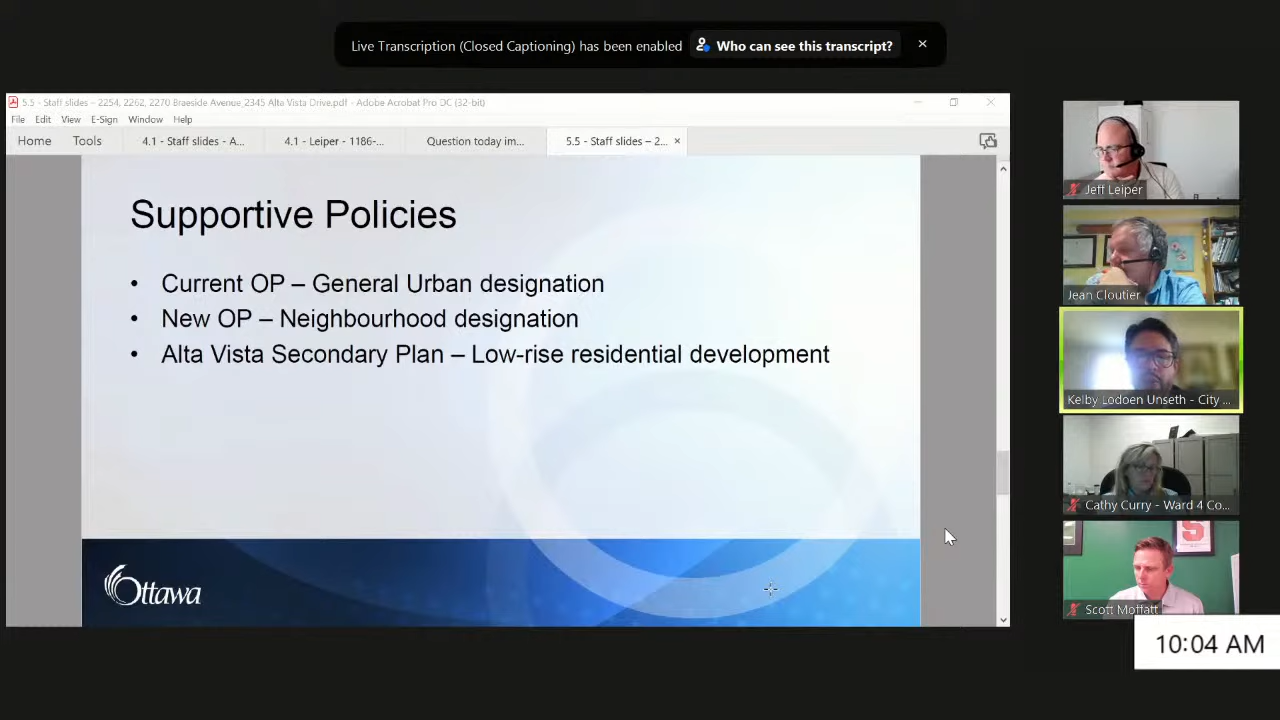 Live Transcription (Closed Captioning) has been enabled Who can see this transcript?
5.5 - Staff slides – 2254, 2262, 2270 Braeside Avenue_2345 Alta Vista Drive.pdf - Adobe Acrobat Pro DC (32-bit)
File Edit View E-Sign Window Help
Home Tools 4.1 - Staff slides - A... 4.1 - Leiper - 1186-... Question today im... 5.5 - Staff slides – 2...
Supportive Policies
• Current OP – General Urban designation
• New OP – Neighbourhood designation
• Alta Vista Secondary Plan – Low-rise residential development
Ottawa
Jeff Leiper
Jean Cloutier
Kelby Lodoen Unseth - City ...
Cathy Curry - Ward 4 Co...
Scott Moffatt
10:04 AM